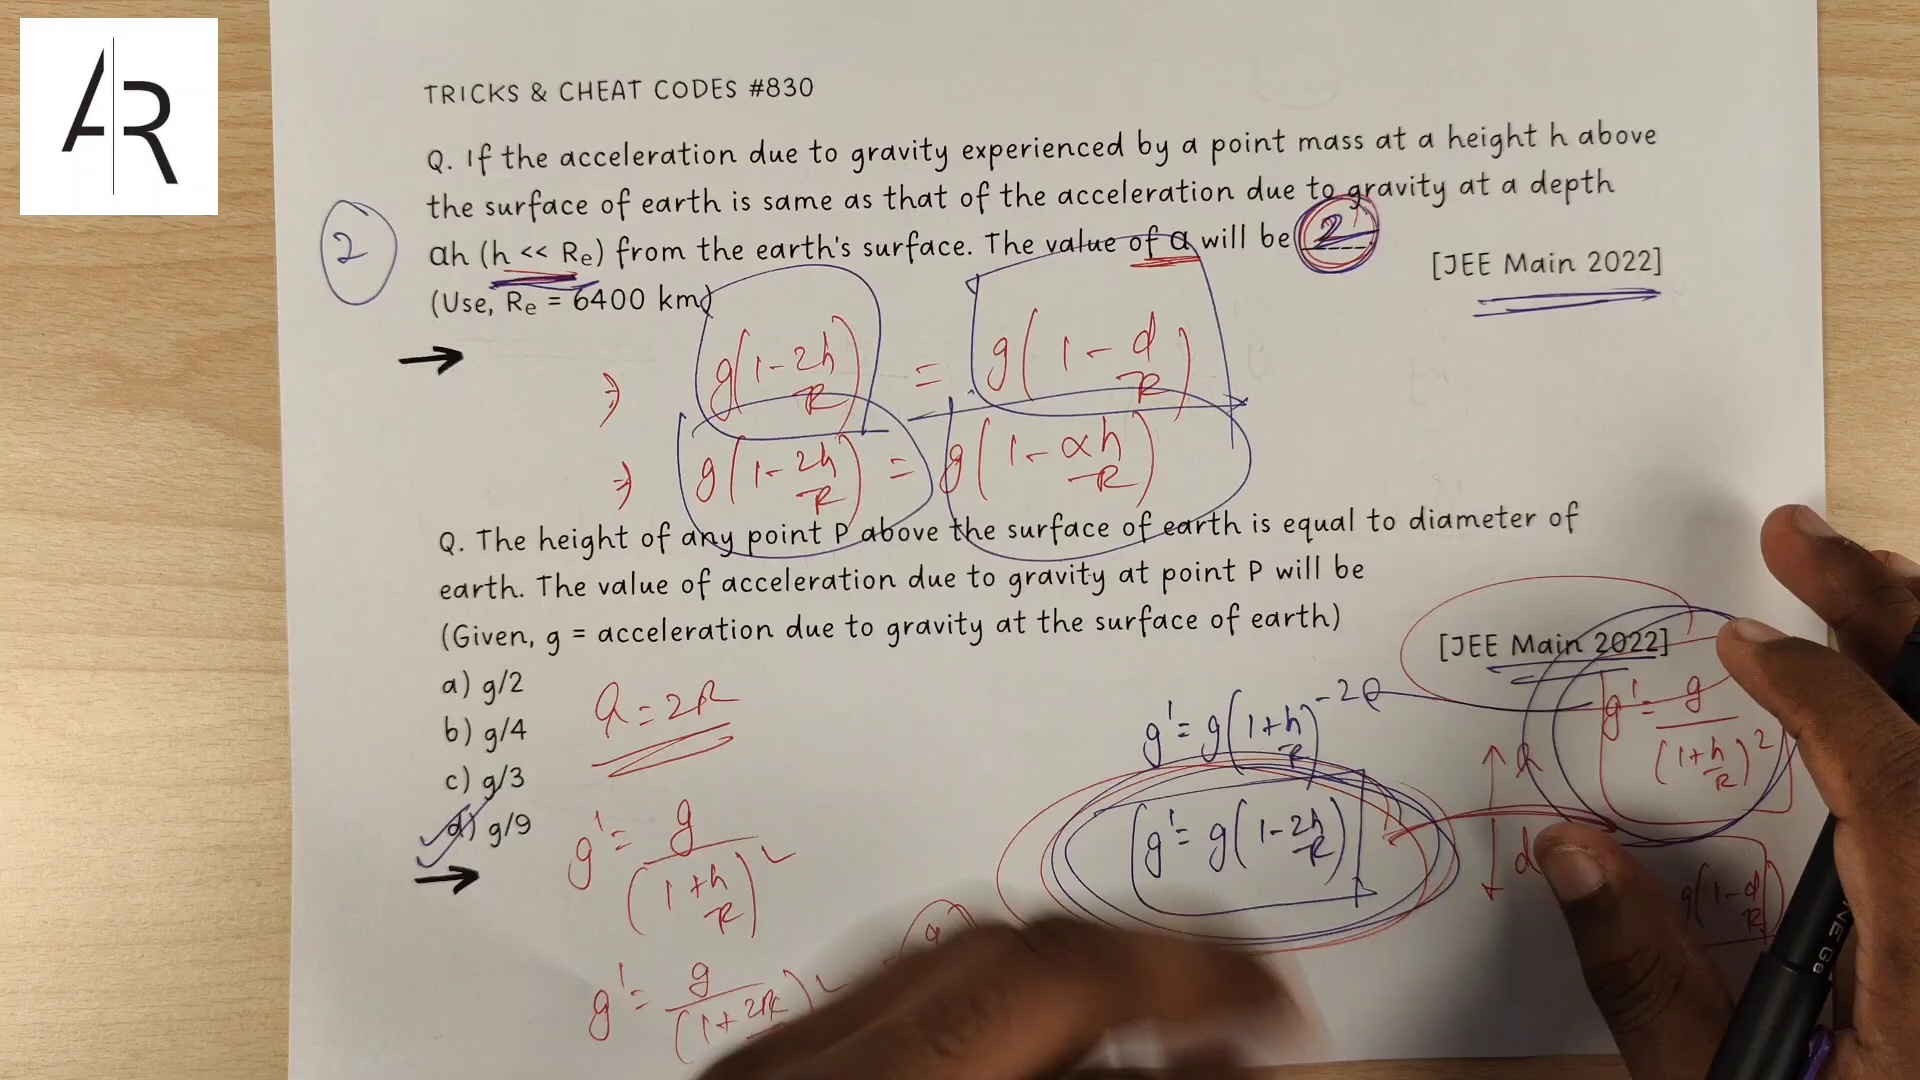 AR
TRICKS & CHEAT CODES #830
Q. If the acceleration due to gravity experienced by a point mass at a height h above
the surface of earth is same as that of the acceleration due to gravity at a depth
αh (h << Re) from the earth's surface. The value of α will be 2
[JEE Main 2022]
(Use, Re = 6400 km)
2
⇒ g(1 - 2h/R) = g(1 - d/R)
⇒ g(1 - 2h/R) = g(1 - αh/R)
Q. The height of any point P above the surface of earth is equal to diameter of
earth. The value of acceleration due to gravity at point P will be
(Given, g = acceleration due to gravity at the surface of earth)
[JEE Main 2022]
a) g/2
b) g/4
c) g/3
d) g/9
h = 2R
g' = g/(1+h/R)²
g' = g/(1+2R
g' = g(1+h/R)^-2
g' = g(1-2h/R)
g' = g/(1+h/R)²
h
d
g(1-d/R)